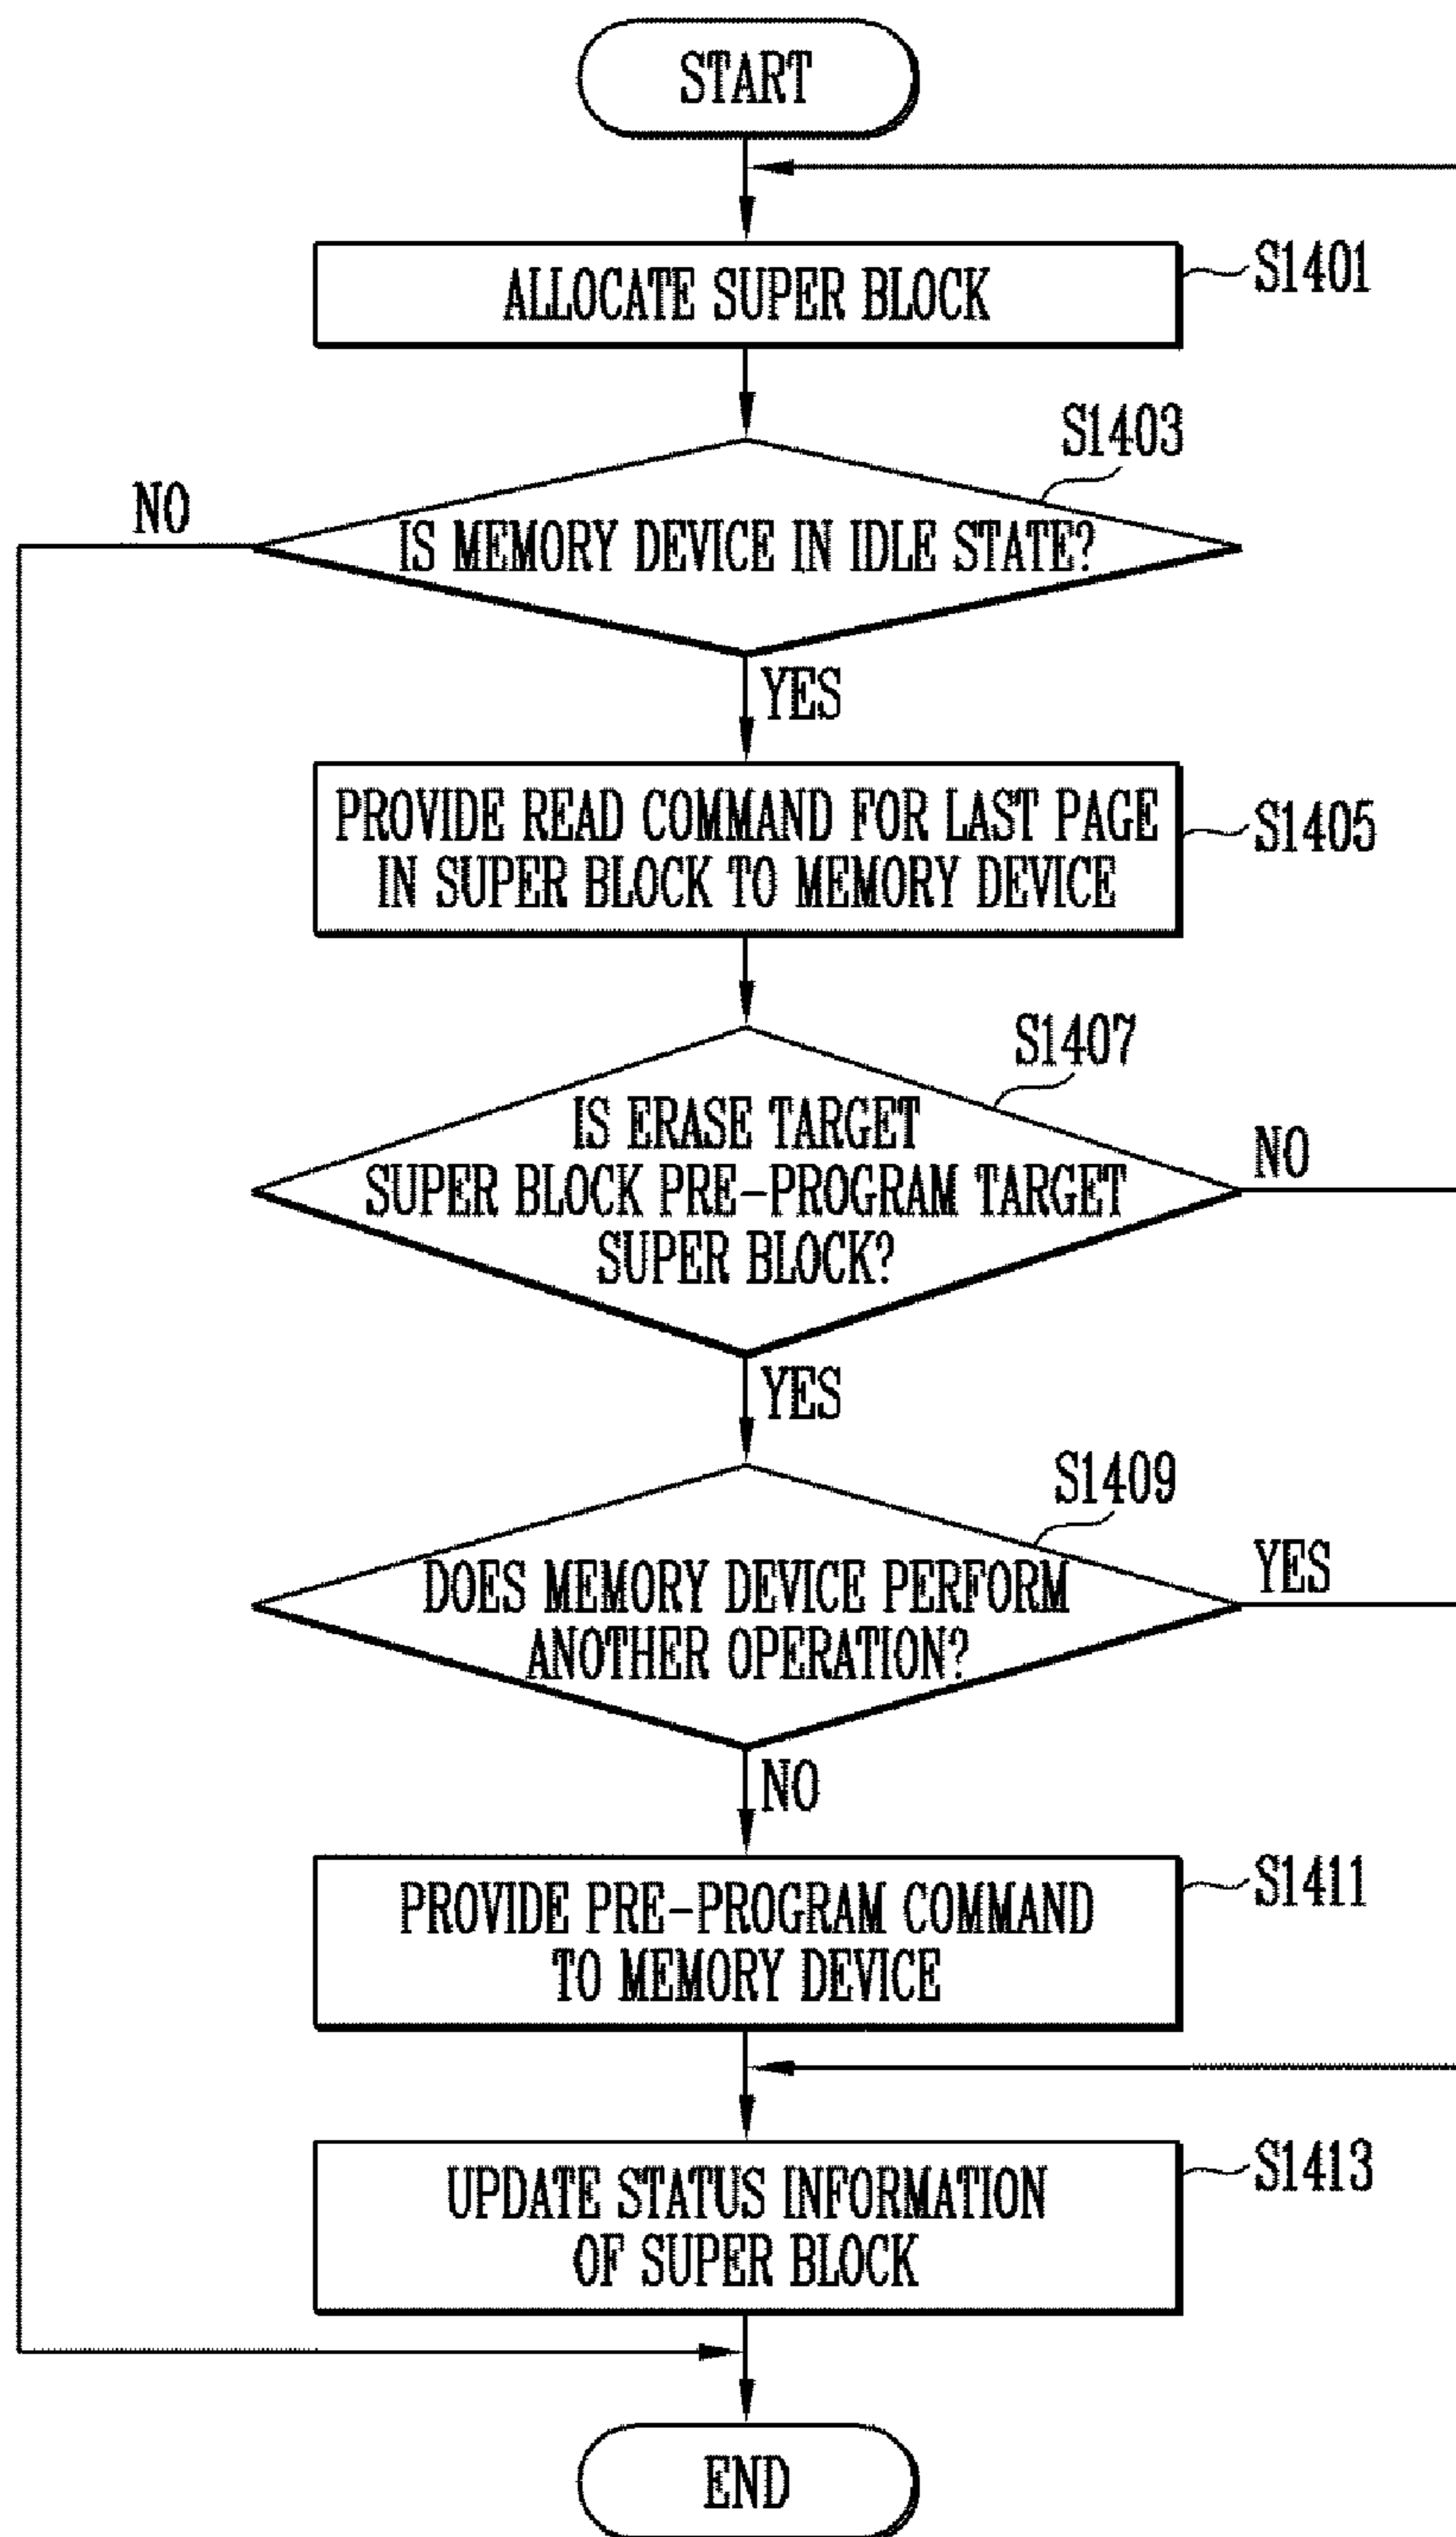 START
ALLOCATE SUPER BLOCK
S1401
S1403
NO
IS MEMORY DEVICE IN IDLE STATE?
YES
PROVIDE READ COMMAND FOR LAST PAGE
IN SUPER BLOCK TO MEMORY DEVICE
S1405
S1407
IS ERASE TARGET
SUPER BLOCK PRE-PROGRAM TARGET
SUPER BLOCK?
NO
YES
S1409
DOES MEMORY DEVICE PERFORM
ANOTHER OPERATION?
YES
NO
PROVIDE PRE-PROGRAM COMMAND
TO MEMORY DEVICE
S1411
UPDATE STATUS INFORMATION
OF SUPER BLOCK
S1413
END